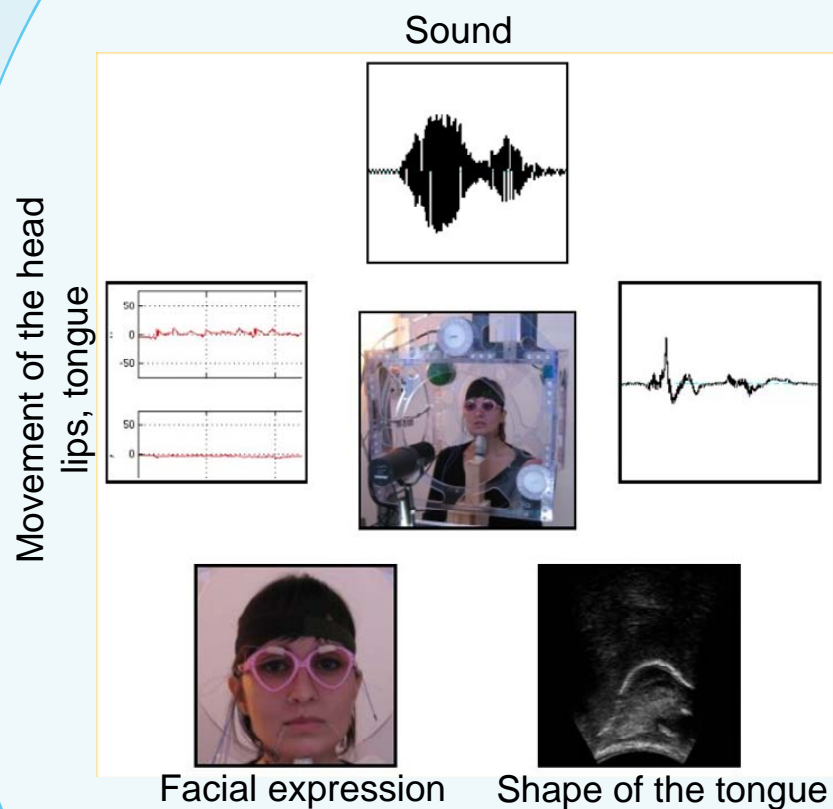 Sound
Movement of the head
lips, tongue
50
0
-50
50
0
Facial expression
Shape of the tongue